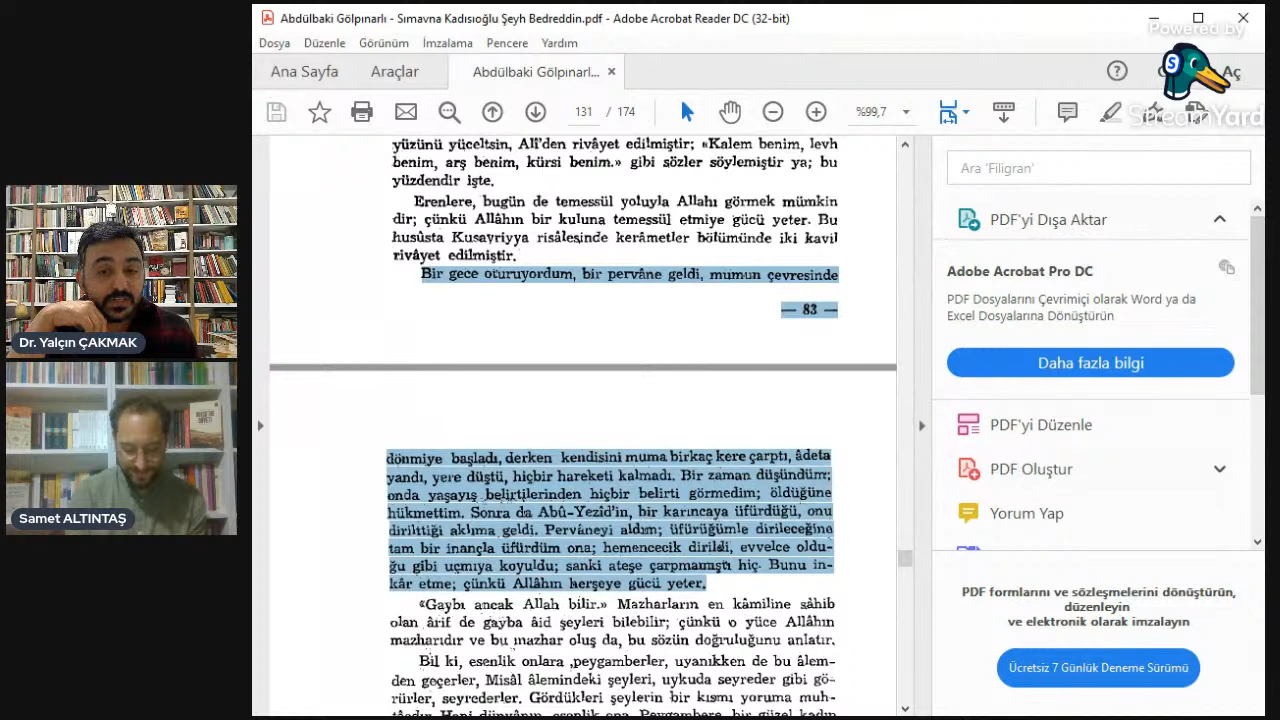 Abdülbaki Gölpınarlı - Sımavna Kadısıoğlu Şeyh Bedreddin.pdf - Adobe Acrobat Reader DC (32-bit)
Powered by
StreamYard
Dosya Düzenle Görünüm İmzalama Pencere Yardım
Ana Sayfa Araçlar Abdülbaki Gölpınarl... × Aç
131 / 174 %99,7
yüzünü yüceltsin, Ali'den rivâyet edilmiştir; «Kalem benim, levh
benim, arş benim, kürsi benim.» gibi sözler söylemiştir ya; bu
yüzdendir işte.
Erenlere, bugün de temessül yoluyla Allahı görmek mümkin
dir; çünkü Allâhın bir kuluna temessül etmiye gücü yeter. Bu
husûsta Kuşayriyya risâlesinde kerâmetler bölümünde iki kavil
rivâyet edilmiştir.
Bir gece oturuyordum, bir pervâne geldi, mumun çevresinde
— 83 —
dönmiye başladı, derken kendisini muma birkaç kere çarptı, âdeta
yandı, yere düştü, hiçbir hareketi kalmadı. Bir zaman düşündüm;
onda yaşayış belirtilerinden hiçbir belirti görmedim; öldüğüne
hükmettim. Sonra da Abû-Yezîd'in, bir karıncaya üfürdüğü, onu
dirilttiği aklıma geldi. Pervâneyi aldım; üfürüğümle dirileceğine
tam bir inançla üfürdüm ona; hemencecik dirildi, evvelce oldu-
ğu gibi uçmıya koyuldu; sanki ateşe çarpmamıştı hiç. Bunu in-
kâr etme; çünkü Allâhın herşeye gücü yeter.
«Gaybı ancak Allah bilir.» Mazharların en kâmiline sâhib
olan ârif de gayba âid şeyleri bilebilir; çünkü o yüce Allâhın
mazharıdır ve bu mazhar oluş da, bu sözün doğruluğunu anlatır.
Bil ki, esenlik onlara ,peygamberler, uyanıkken de bu âlem-
den geçerler, Misâl âlemindeki şeyleri, uykuda seyreder gibi gö-
rürler, seyrederler. Gördükleri şeylerin bir kısmı yoruma muh-
Ara 'Filigran'
PDF'yi Dışa Aktar
Adobe Acrobat Pro DC
PDF Dosyalarını Çevrimiçi olarak Word ya da
Excel Dosyalarına Dönüştürün
Daha fazla bilgi
PDF'yi Düzenle
PDF Oluştur
Yorum Yap
PDF formlarını ve sözleşmelerini dönüştürün,
düzenleyin
ve elektronik olarak imzalayın
Ücretsiz 7 Günlük Deneme Sürümü
Dr. Yalçın ÇAKMAK
Samet ALTINTAŞ